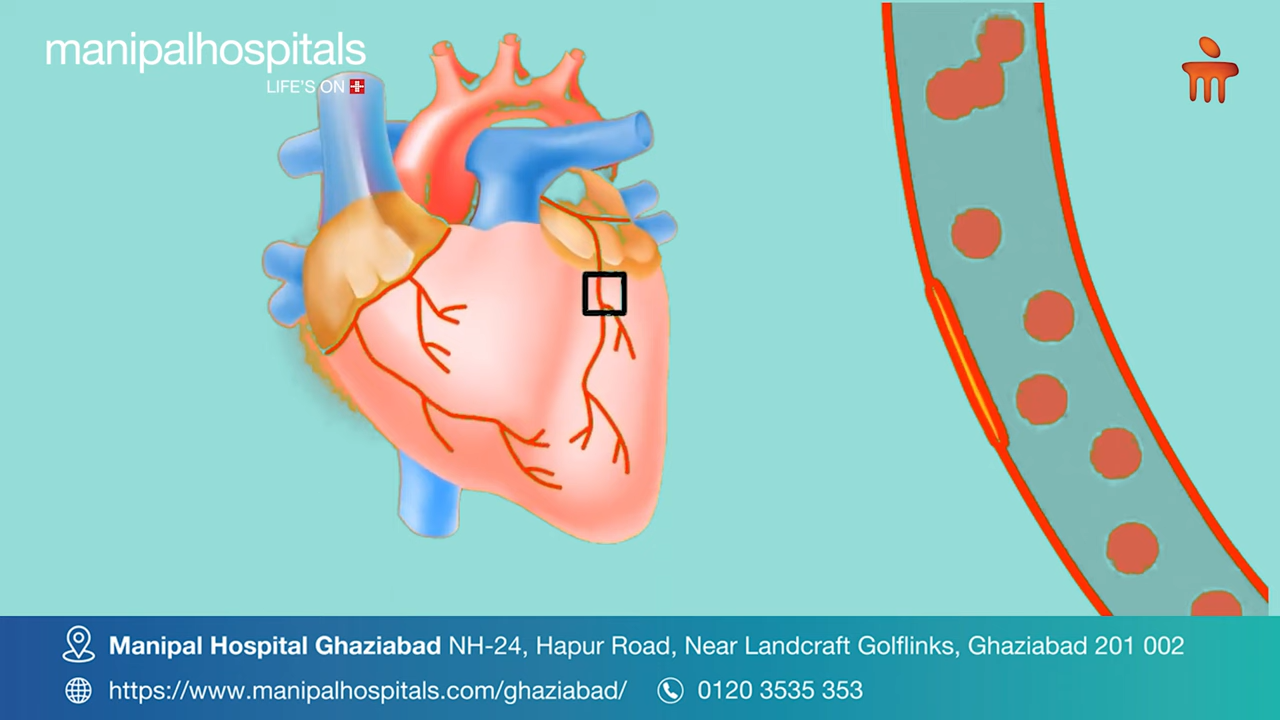 manipalhospitals
LIFE'S ON
Manipal Hospital Ghaziabad NH-24, Hapur Road, Near Landcraft Golflinks, Ghaziabad 201 002
https://www.manipalhospitals.com/ghaziabad/ 0120 3535 353